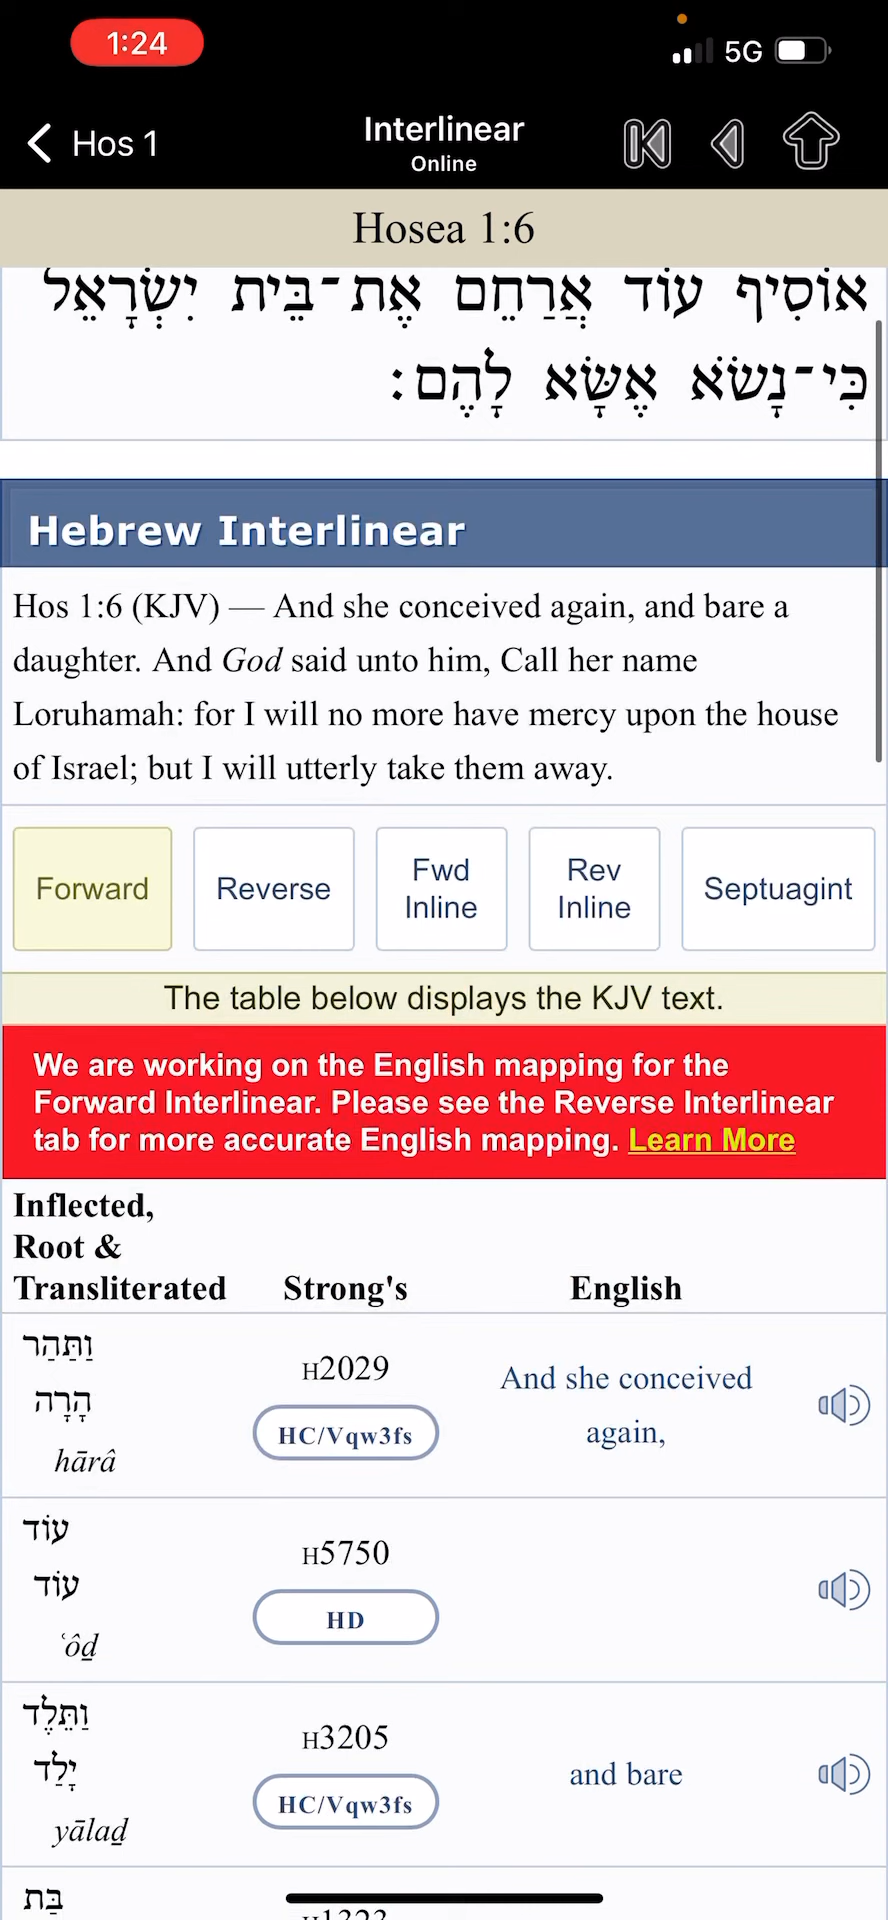 1:24
5G
Hos 1
Interlinear
Online
Hosea 1:6
אוֹסִיף עוֹד אֲרַחֵם אֶת־בֵּית יִשְׂרָאֵל
כִּי־נָשֹׂא אֶשָּׂא לָהֶם׃
Hebrew Interlinear
Hos 1:6 (KJV) — And she conceived again, and bare a
daughter. And God said unto him, Call her name
Loruhamah: for I will no more have mercy upon the house
of Israel; but I will utterly take them away.
Forward
Reverse
Fwd
Inline
Rev
Inline
Septuagint
The table below displays the KJV text.
We are working on the English mapping for the
Forward Interlinear. Please see the Reverse Interlinear
tab for more accurate English mapping. Learn More
Inflected,
Root &
Transliterated
Strong's
English
וַתַּהַר
הָרָה
hārâ
H2029
HC/Vqw3fs
And she conceived
again,
עוֹד
עוֹד
ʿôḏ
H5750
HD
וַתֵּלֶד
יָלַד
yālaḏ
H3205
HC/Vqw3fs
and bare
בַּת